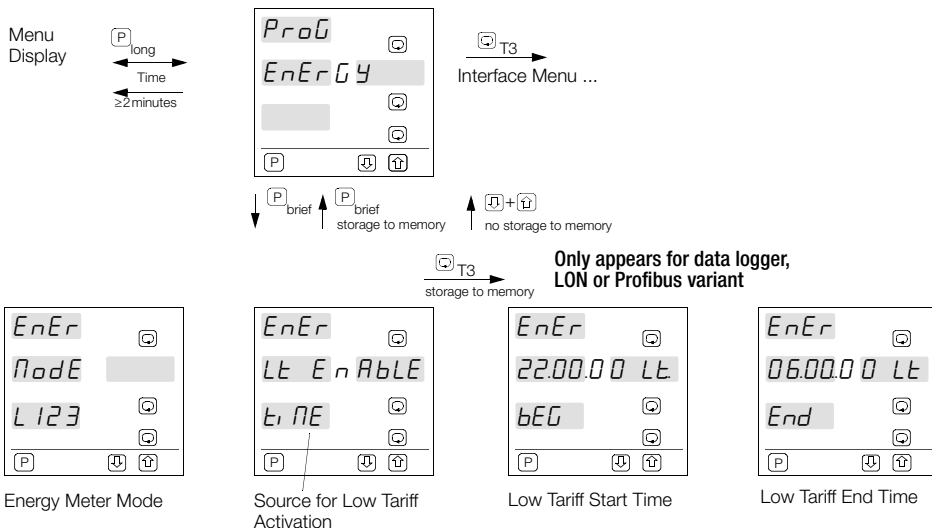 Menu
Display
P long
Time
≥2minutes
ProG
EnErGY
P
T3
Interface Menu ...
P brief
P brief
storage to memory
+
no storage to memory
T3
storage to memory
Only appears for data logger,
LON or Profibus variant
EnEr
ModE
L123
P
Energy Meter Mode
EnEr
Lt EnAbLE
tiME
P
Source for Low Tariff
Activation
EnEr
22.00.00 Lt.
bEG
P
Low Tariff Start Time
EnEr
06.00.00 Lt
End
P
Low Tariff End Time